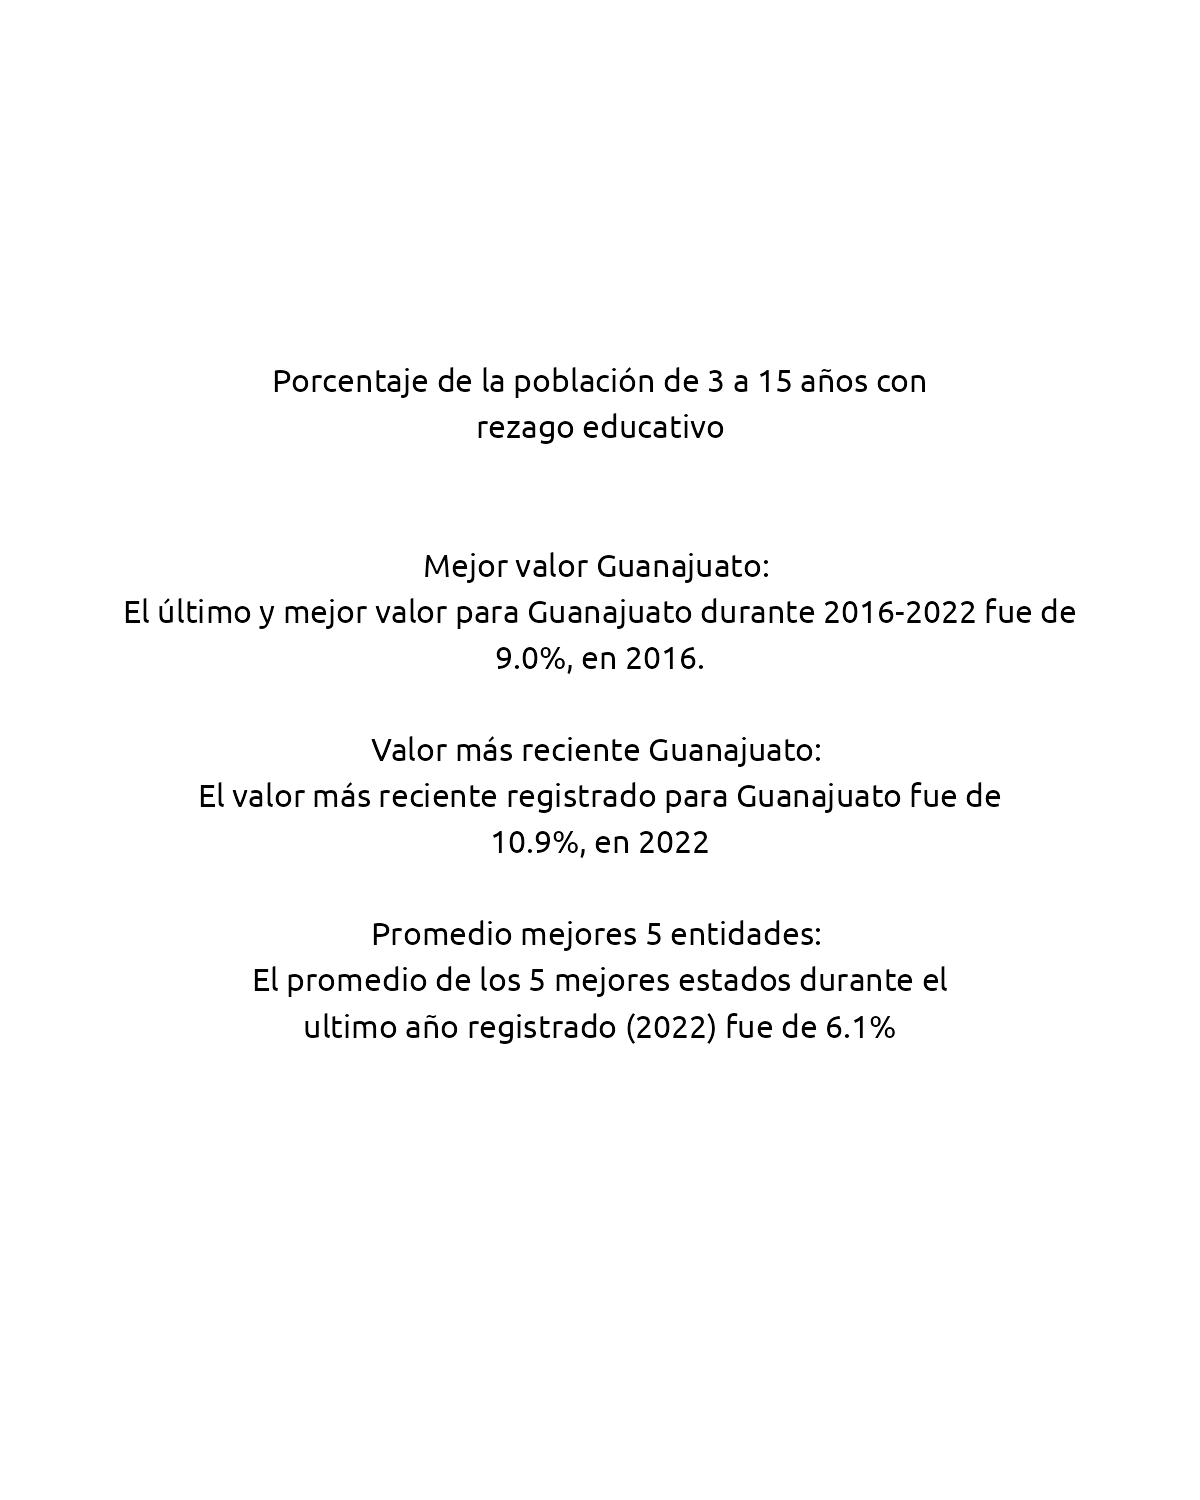 Porcentaje de la población de 3 a 15 años con
rezago educativo
Mejor valor Guanajuato:
El último y mejor valor para Guanajuato durante 2016-2022 fue de
9.0%, en 2016.
Valor más reciente Guanajuato:
El valor más reciente registrado para Guanajuato fue de
10.9%, en 2022
Promedio mejores 5 entidades:
El promedio de los 5 mejores estados durante el
ultimo año registrado (2022) fue de 6.1%